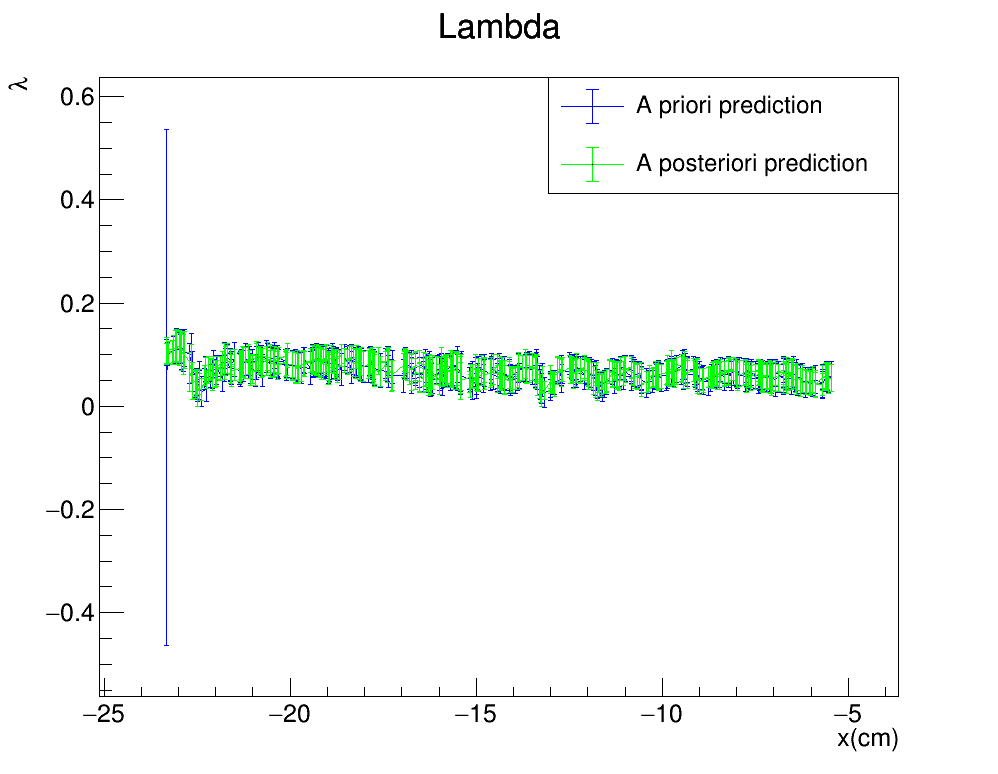 Lambda
λ
A priori prediction
A posteriori prediction
0.6
0.4
0.2
0
−0.2
−0.4
−25 −20 −15 −10 −5
x(cm)